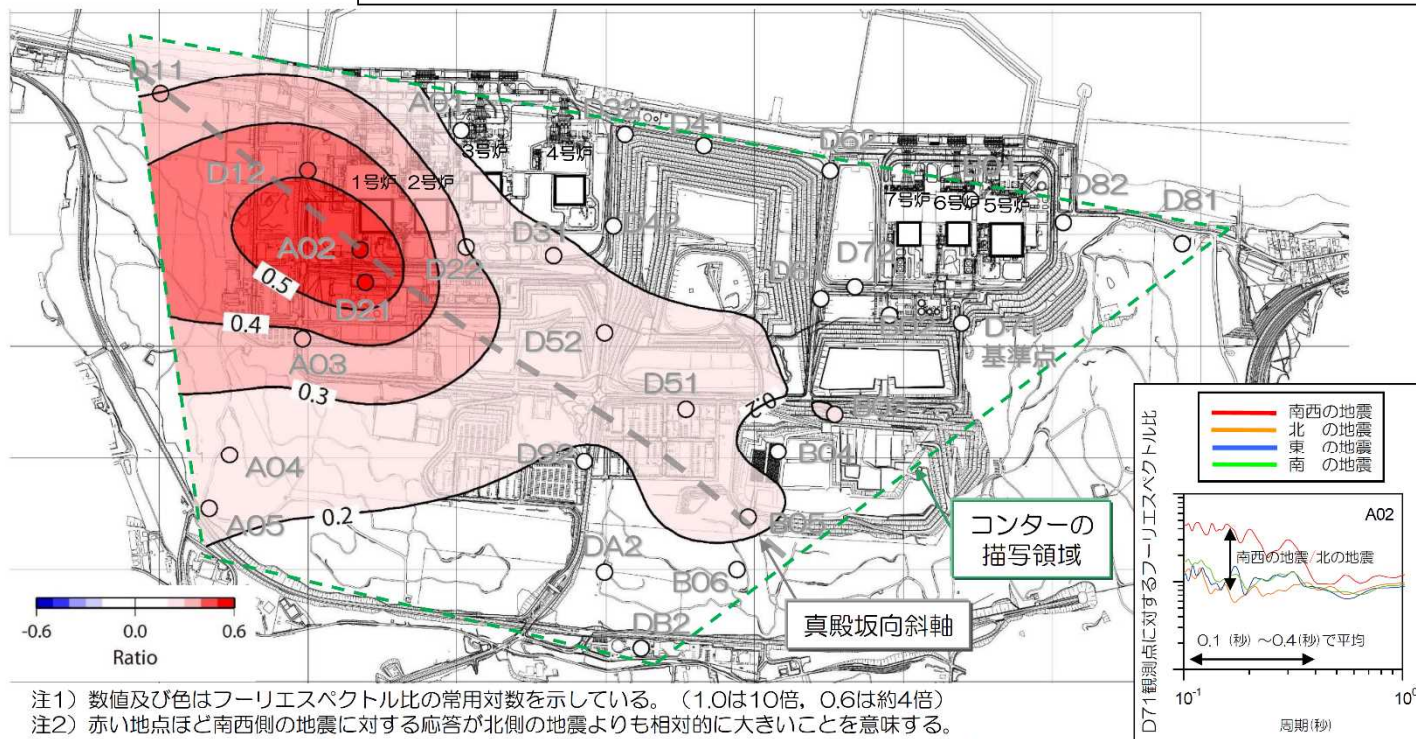 D11
A01
D32
D41
D62
B01
D82
D81
3号炉
4号炉
D12
1号炉 2号炉
7号炉
6号炉
5号炉
D42
A02
D22
D31
D6
D72
0.5
D21
0.4
D52
D71
基準点
A03
D51
0.2
0.3
D92
B04
A04
A05
0.2
B05
DA2
B06
DB2
コンターの
描写領域
真殿坂向斜軸
-0.6
0.0
0.6
Ratio
南西の地震
北 の地震
東 の地震
南 の地震
D71観測点に対するフーリエスペクトル比
A02
南西の地震/北の地震
0.1 (秒) ～0.4(秒)で平均
10⁻¹
10⁰
周期(秒)
注1) 数値及び色はフーリエスペクトル比の常用対数を示している。 (1.0は10倍, 0.6は約4倍)
注2) 赤い地点ほど南西側の地震に対する応答が北側の地震よりも相対的に大きいことを意味する。